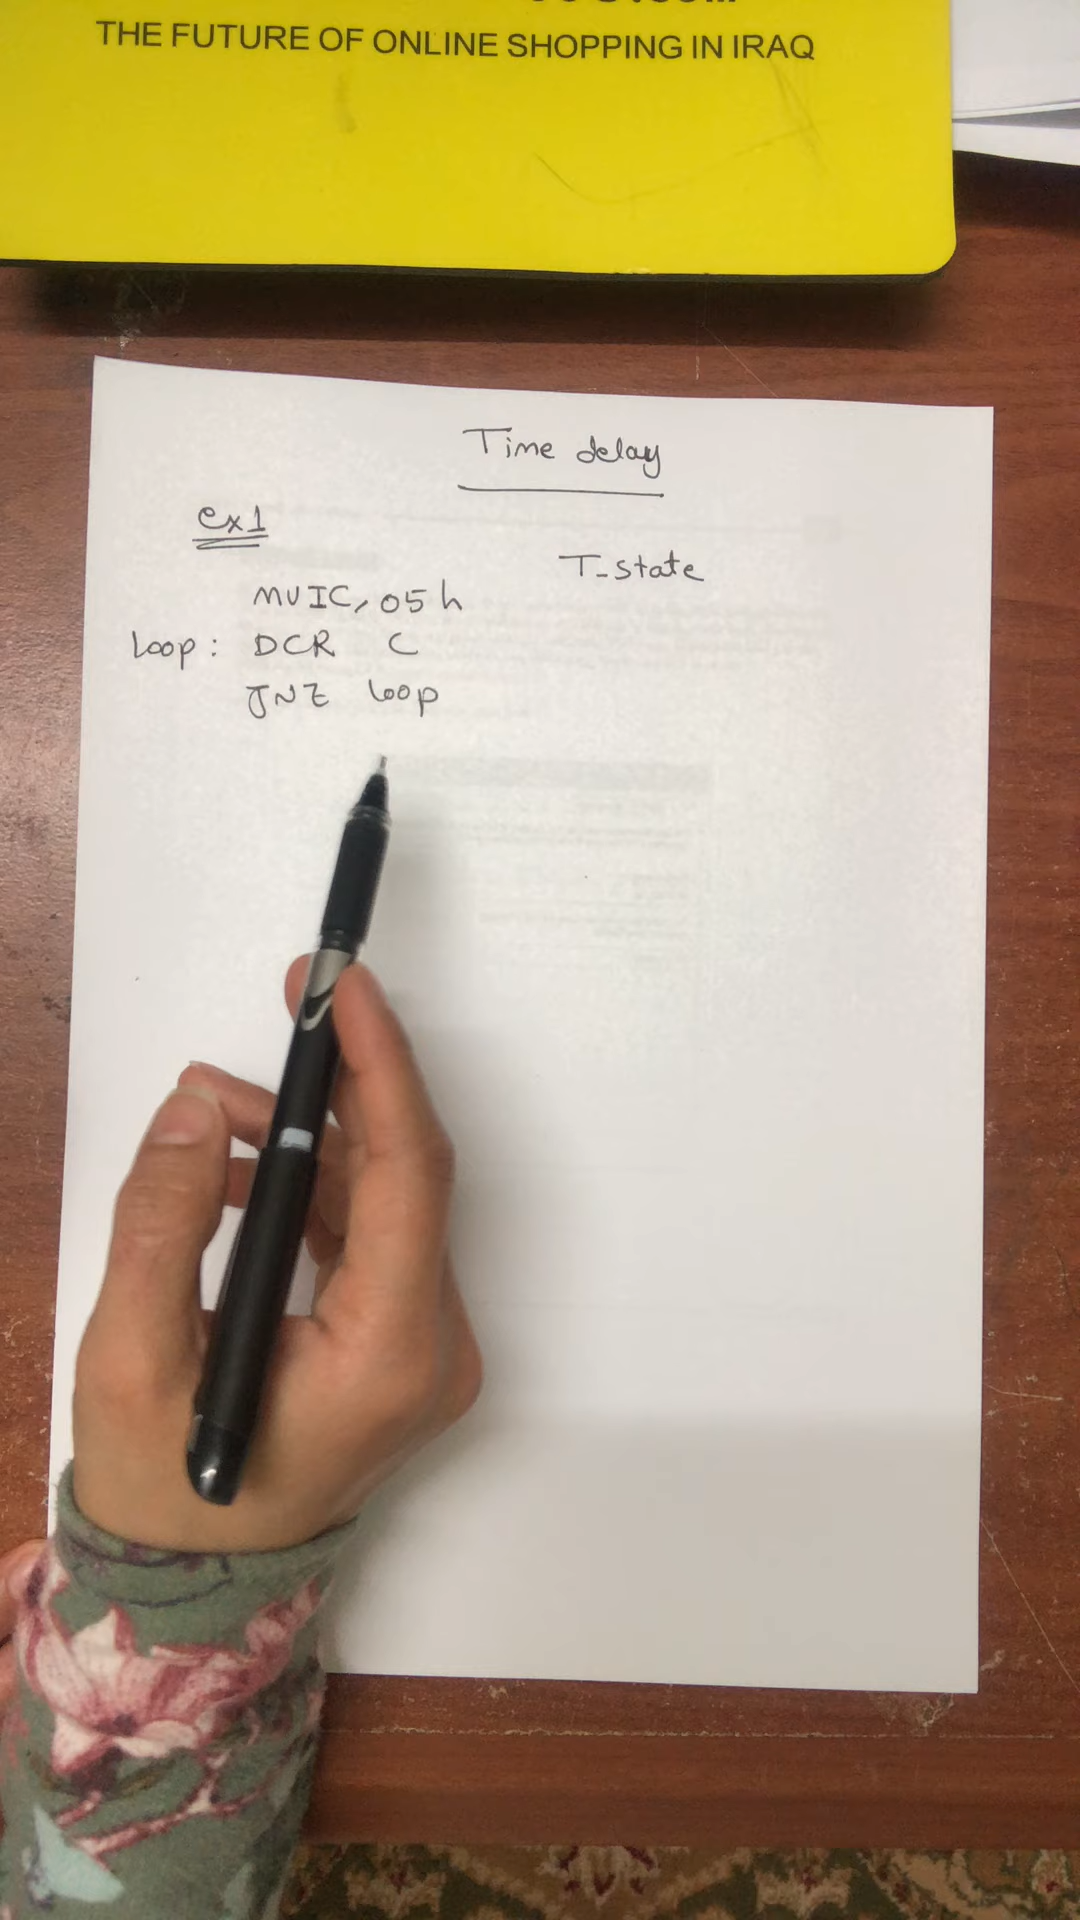 THE FUTURE OF ONLINE SHOPPING IN IRAQ
Time delay
ex1
T-state
MVIC, 05h
Loop: DCR C
JNZ Loop